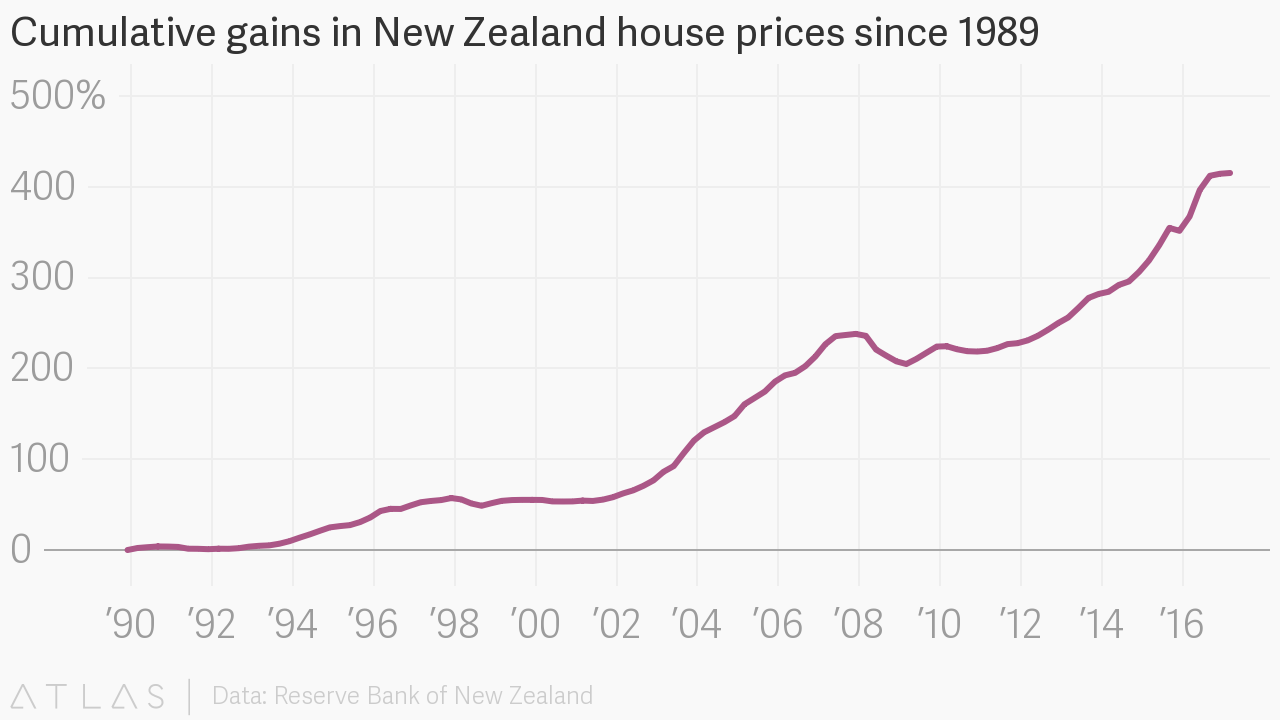 Cumulative gains in New Zealand house prices since 1989
500%
400
300
200
100
0
’90 ’92 ’94 ’96 ’98 ’00 ’02 ’04 ’06 ’08 ’10 ’12 ’14 ’16
ATLAS | Data: Reserve Bank of New Zealand